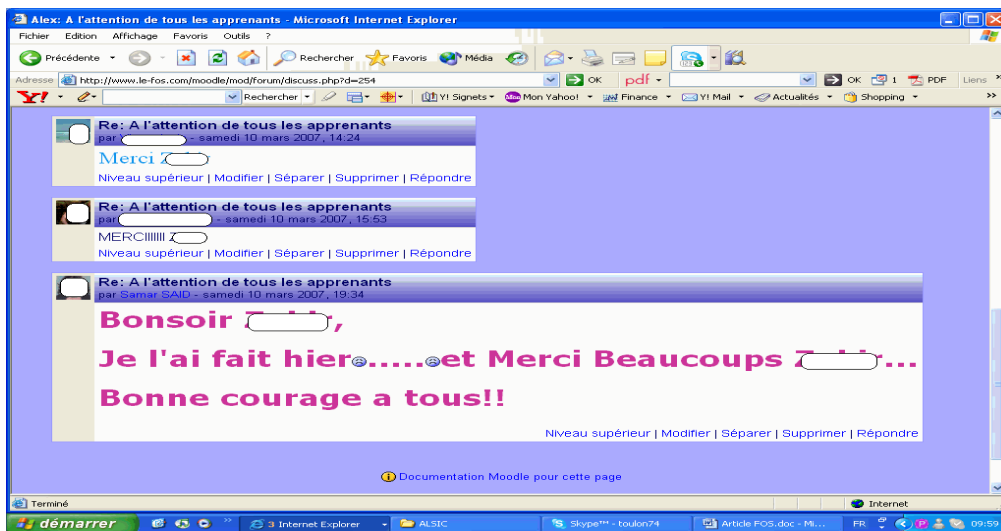 Alex: A l'attention de tous les apprenants - Microsoft Internet Explorer
Fichier Edition Affichage Favoris Outils ?
Précédente Rechercher Favoris Média
Adresse http://www.le-fos.com/moodle/mod/forum/discuss.php?d=254 OK pdf OK 1 PDF Liens »
Y! Rechercher Y! Signets Mon Yahoo! Finance Y! Mail Actualités Shopping »
Re: A l'attention de tous les apprenants
par - samedi 10 mars 2007, 14:24
Merci
Niveau supérieur | Modifier | Séparer | Supprimer | Répondre
Re: A l'attention de tous les apprenants
par - samedi 10 mars 2007, 15:53
MERCIIIIIII
Niveau supérieur | Modifier | Séparer | Supprimer | Répondre
Re: A l'attention de tous les apprenants
par Samar SAID - samedi 10 mars 2007, 19:34
Bonsoir ,
Je l'ai fait hier......et Merci Beaucoups ...
Bonne courage a tous!!
Niveau supérieur | Modifier | Séparer | Supprimer | Répondre
Documentation Moodle pour cette page
Terminé Internet
démarrer » 3 Internet Explorer ALSIC Skype™ - toulon74 Article FOS.doc - Mi... FR 09:59